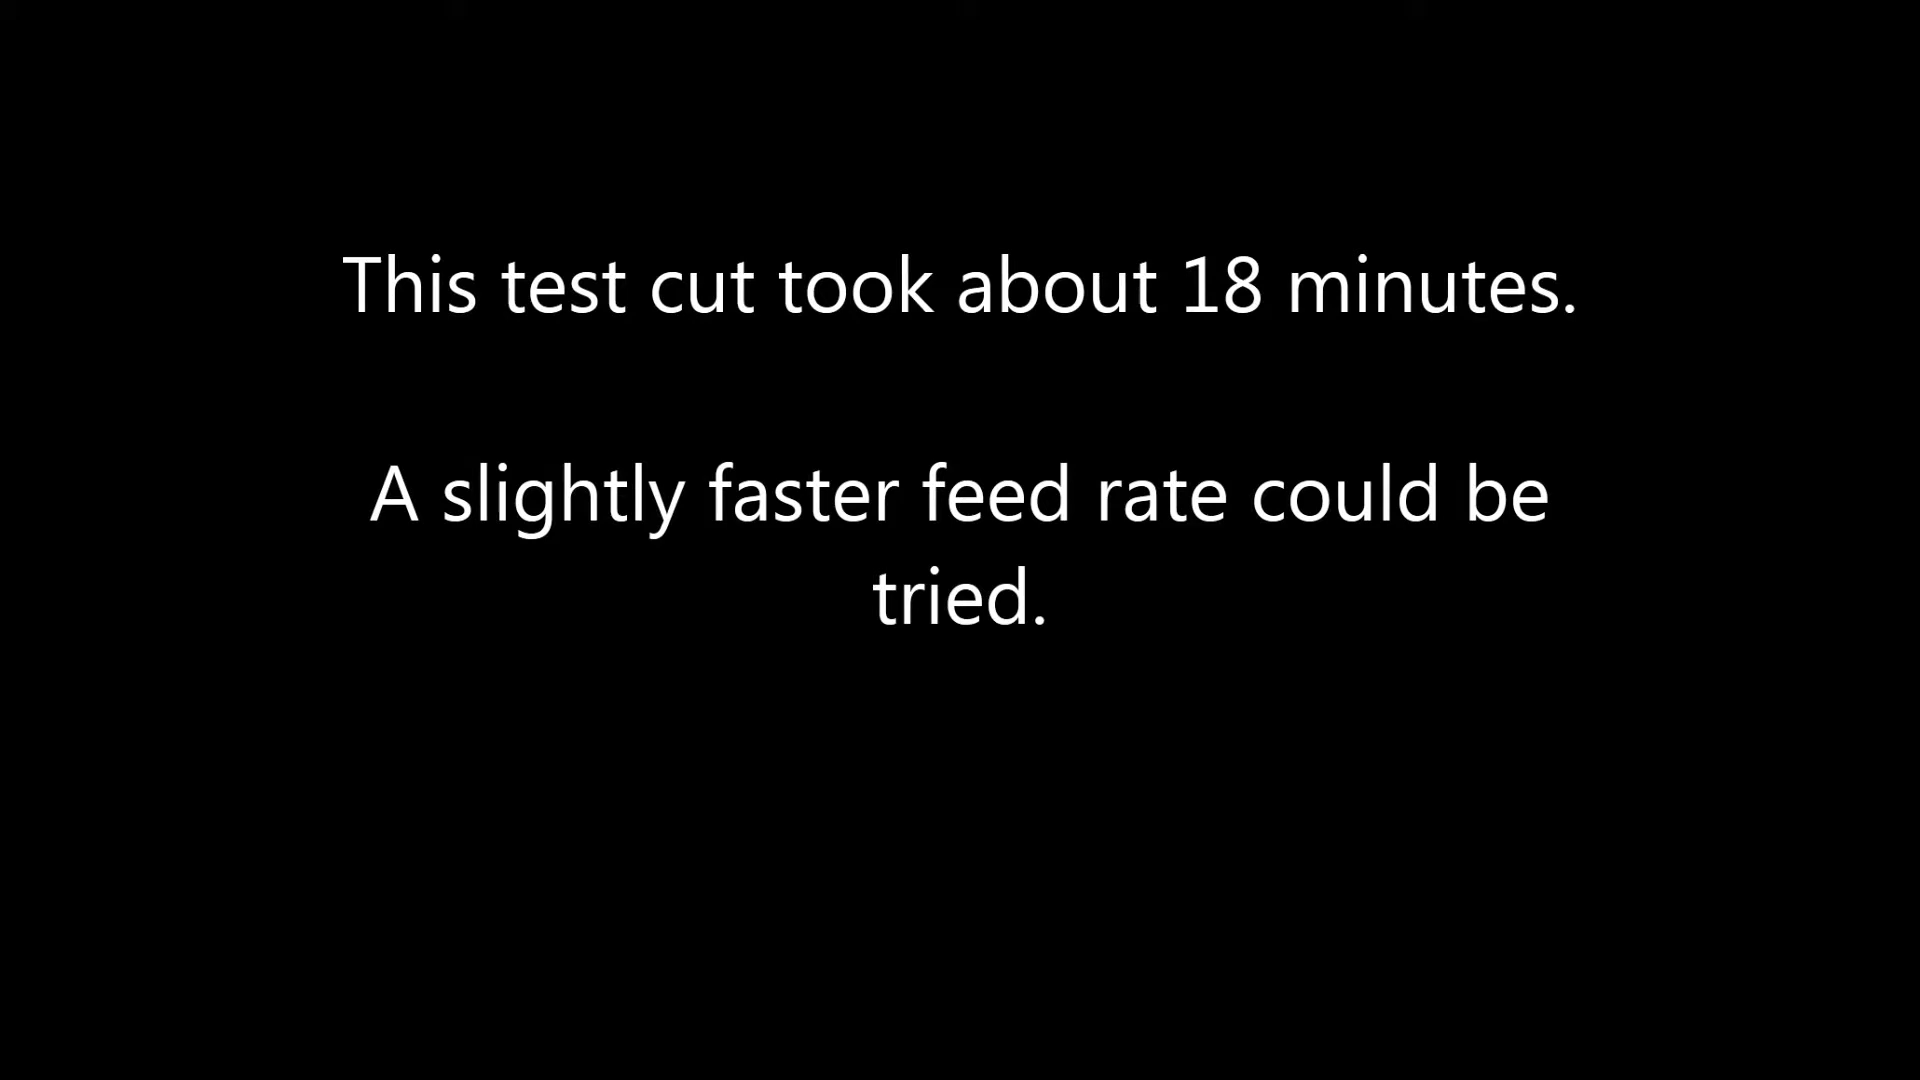 This test cut took about 18 minutes.
A slightly faster feed rate could be
tried.